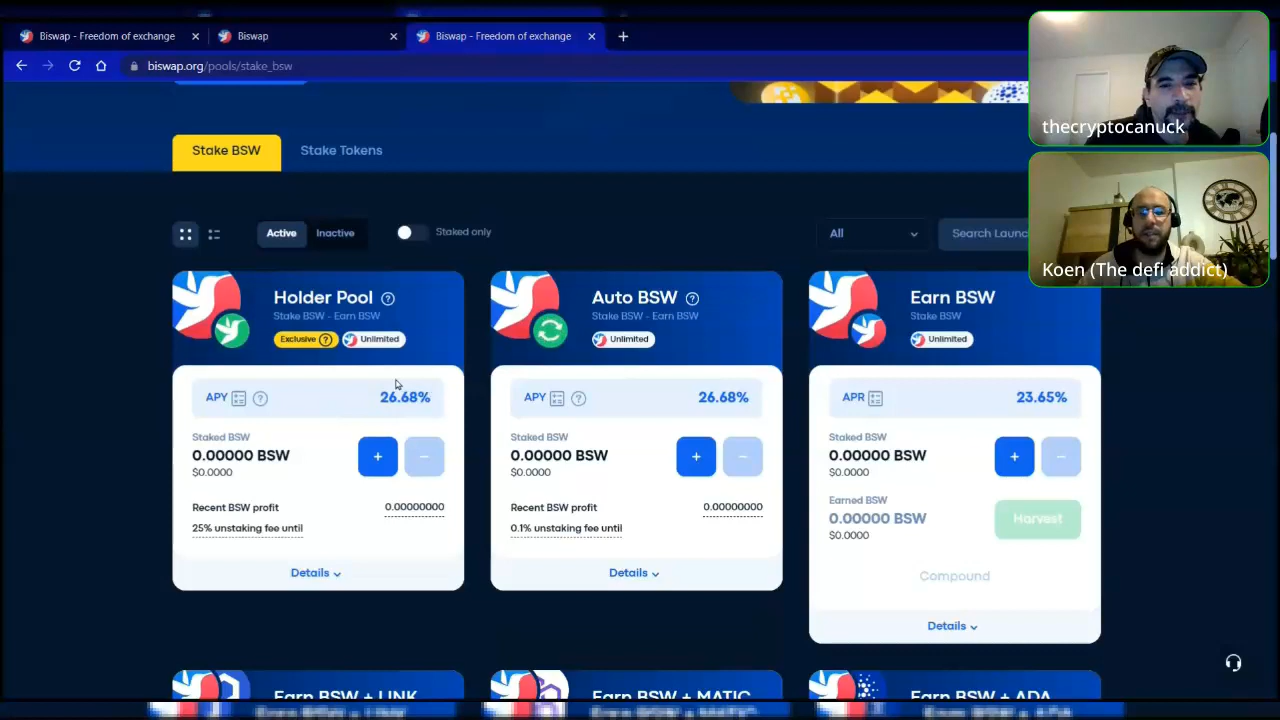 Biswap - Freedom of exchange
Biswap
Biswap - Freedom of exchange
biswap.org/pools/stake_bsw
thecryptocanuck
Koen (The defi addict)
Stake BSW
Stake Tokens
Active
Inactive
Staked only
All
Search Launc
Holder Pool
Stake BSW - Earn BSW
Exclusive
Unlimited
APY
26.68%
Staked BSW
0.00000 BSW
$0.0000
+
−
Recent BSW profit
0.00000000
25% unstaking fee until
Details
Auto BSW
Stake BSW - Earn BSW
Unlimited
APY
26.68%
Staked BSW
0.00000 BSW
$0.0000
+
−
Recent BSW profit
0.00000000
0.1% unstaking fee until
Details
Earn BSW
Stake BSW
Unlimited
APR
23.65%
Staked BSW
0.00000 BSW
$0.0000
+
−
Earned BSW
0.00000 BSW
$0.0000
Harvest
Compound
Details
Earn BSW + LINK
Earn BSW + MATIC
Earn BSW + ADA